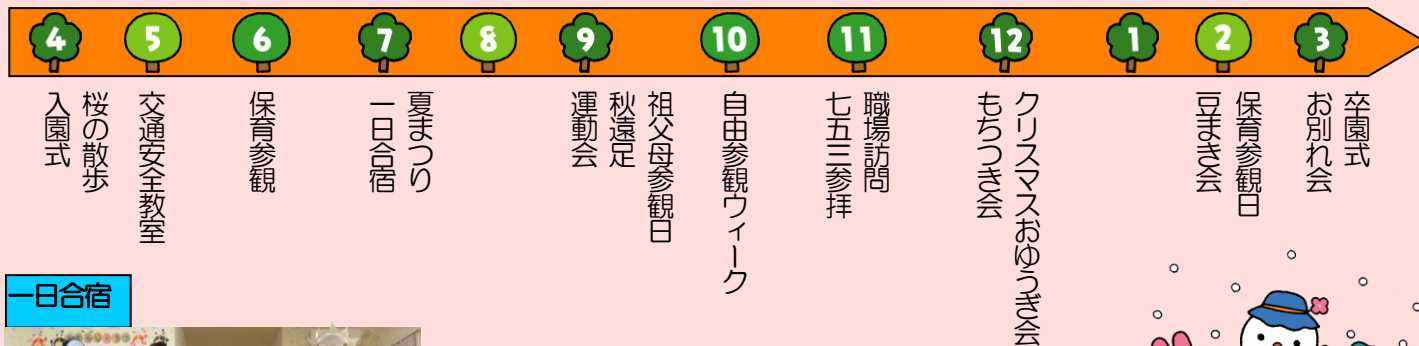 4 5 6 7 8 9 10 11 12 1 2 3
桜の散歩
入園式
交通安全教室
保育参観
夏まつり
一日合宿
祖父母参観日
秋遠足
運動会
自由参観ウィーク
職場訪問
七五三参拝
クリスマスおゆうぎ会
もちつき会
保育参観日
豆まき会
卒園式
お別れ会
一日合宿